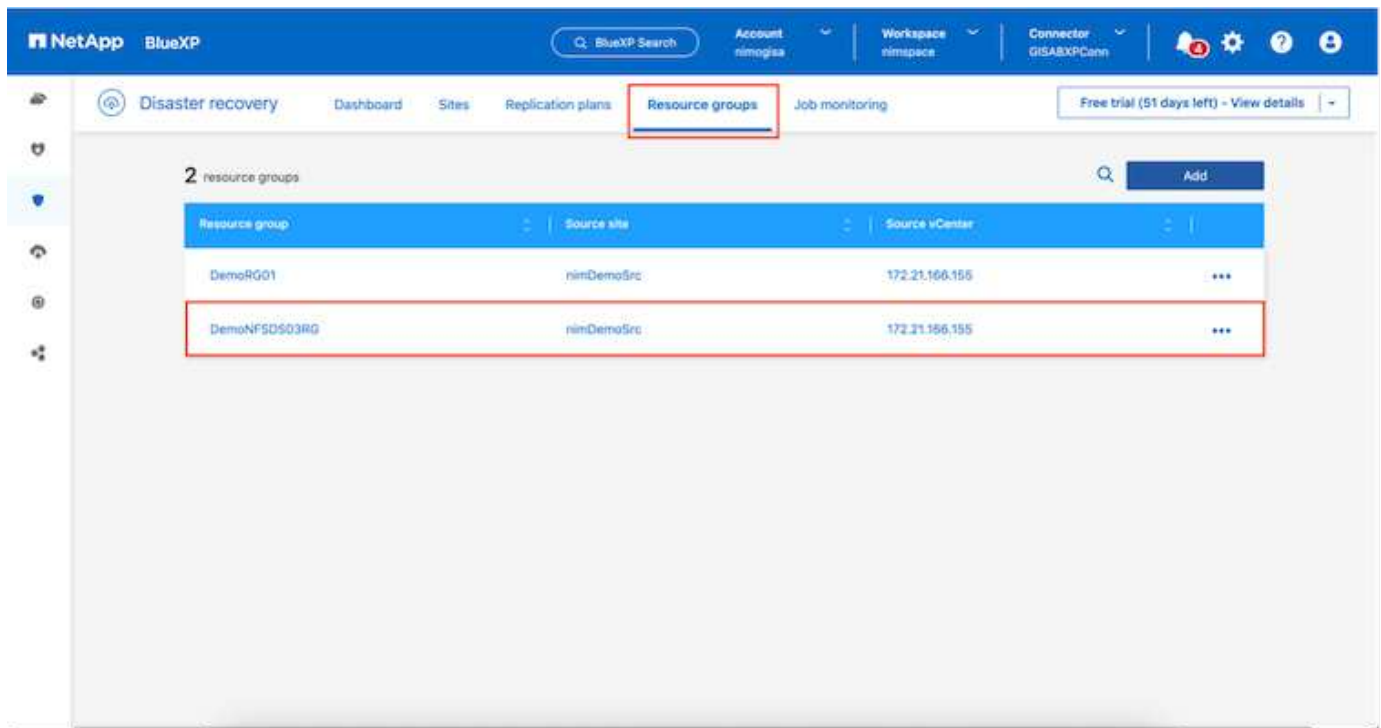 NetApp BlueXP BlueXP Search Account Workspace Connector
nimogisa nimspace GISABXPConn 4
Disaster recovery Dashboard Sites Replication plans Resource groups Job monitoring Free trial (51 days left) - View details
2 resource groups Add
Resource group Source site Source vCenter
DemoRG01 nimDemoSrc 172.21.166.155
DemoNFSDS03RG nimDemoSrc 172.21.166.155